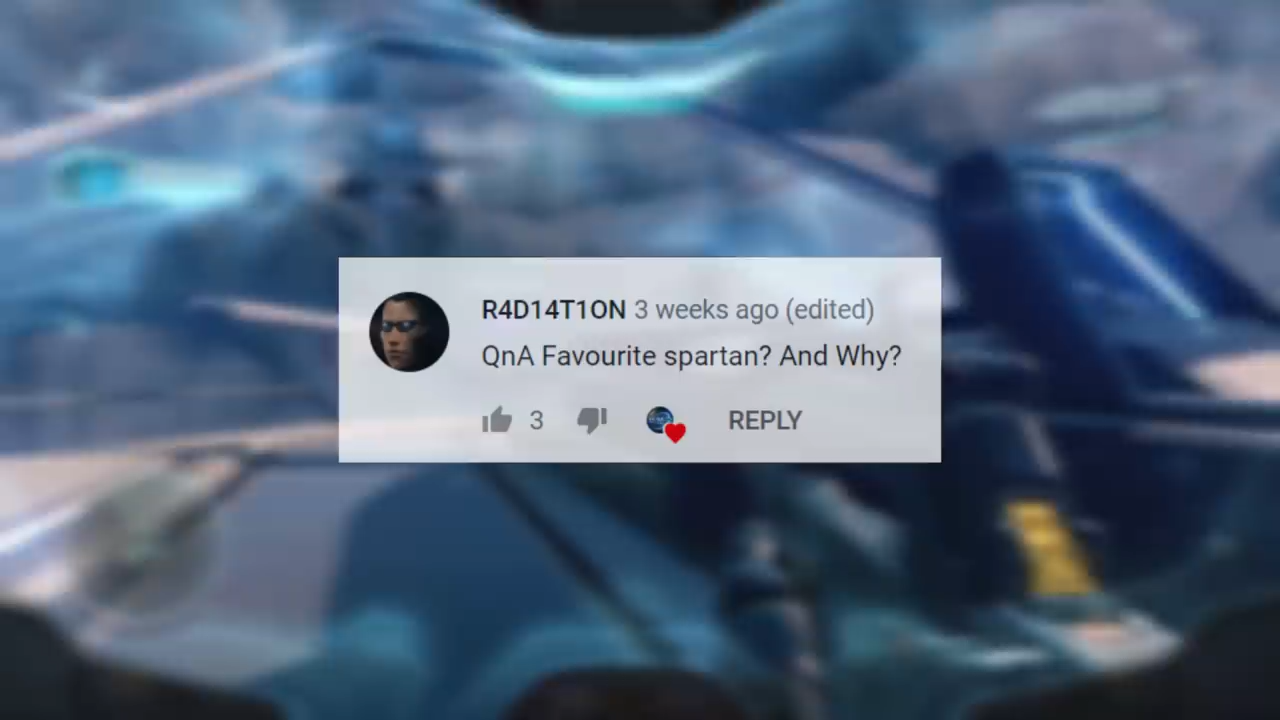 R4D14T1ON 3 weeks ago (edited)
QnA Favourite spartan? And Why?
3 REPLY